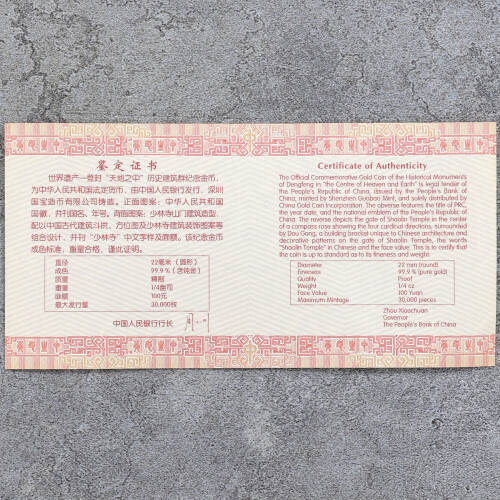 鉴定证书
世界遗产—登封“天地之中”历史建筑群纪念金币,
为中华人民共和国法定货币,由中国人民银行发行,深圳
国宝造币有限公司铸造。正面图案:中华人民共和国
国徽,并刊国名、年号。背面图案:少林寺山门建筑造型,
配以中国古代建筑斗拱、方位图及少林寺建筑装饰图案等
组合设计,并刊“少林寺”中文字样及面额。该纪念金币
成色标准,重量合格,谨此证明。
直径 22毫米(圆形)
成色 99.9%(含纯金)
质量 精制
重量 1/4盎司
面额 100元
最大发行量 30,000枚
中国人民银行行长
Certificate of Authenticity
The Official Commemorative Gold Coin of the Historical Monuments
of Dengfeng in "the Centre of Heaven and Earth" is legal tender of
the People's Republic of China, issued by the People's Bank of
China, minted by Shenzhen Guobao Mint, and solely distributed by
China Gold Coin Incorporation. The obverse features the title of PRC,
the year date, and the national emblem of the People's Republic of
China. The reverse depicts the gate of Shaolin Temple in the center
of a compass rose showing the four cardinal directions, surrounded
by Dou Gong, a building bracket unique to Chinese architecture and
decorative patterns on the gate of Shaolin Temple, the words
"Shaolin Temple" in Chinese and the face value. This is to certify that
the coin is up to standard as to its fineness and weight.
Diameter 22 mm (round)
Fineness 99.9 % (pure gold)
Quality Proof
Weight 1/4 oz
Face Value 100 Yuan
Maximum Mintage 30,000 pieces
Zhou Xiaochuan
Governor
The People's Bank of China